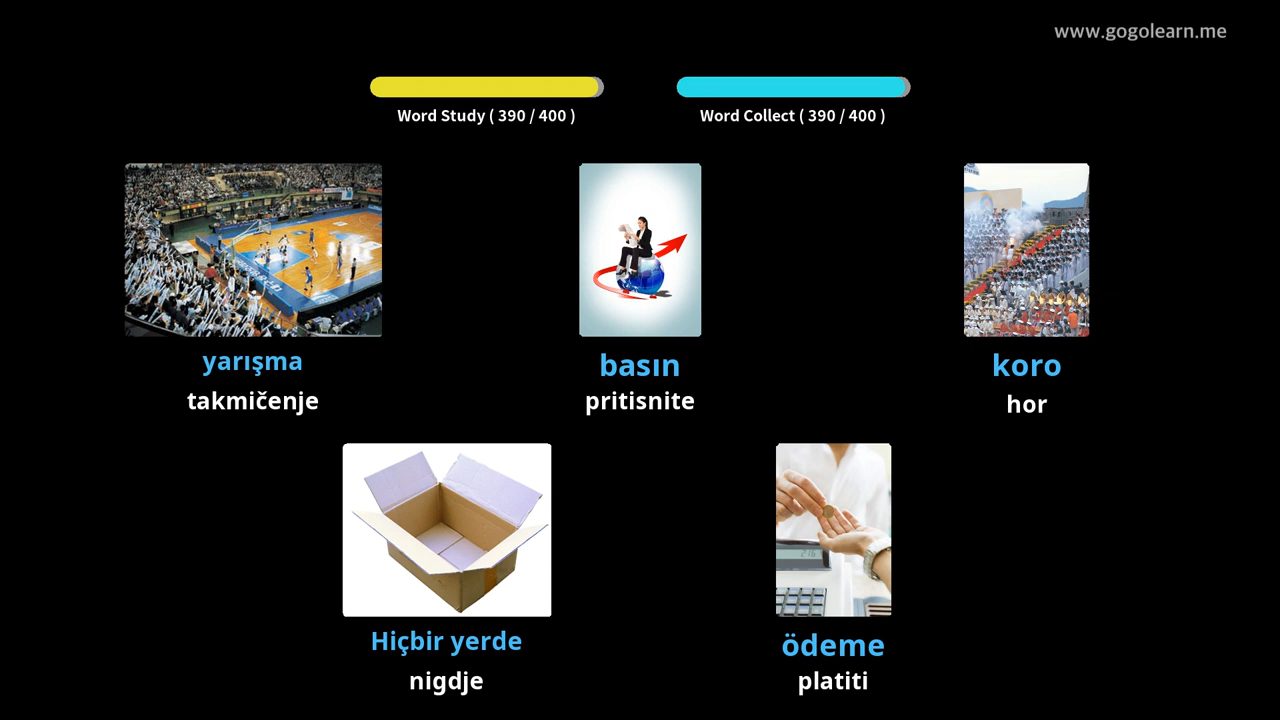 www.gogolearn.me
Word Study ( 390 / 400 )
Word Collect ( 390 / 400 )
yarışma
takmičenje
basın
pritisnite
koro
hor
Hiçbir yerde
nigdje
ödeme
platiti